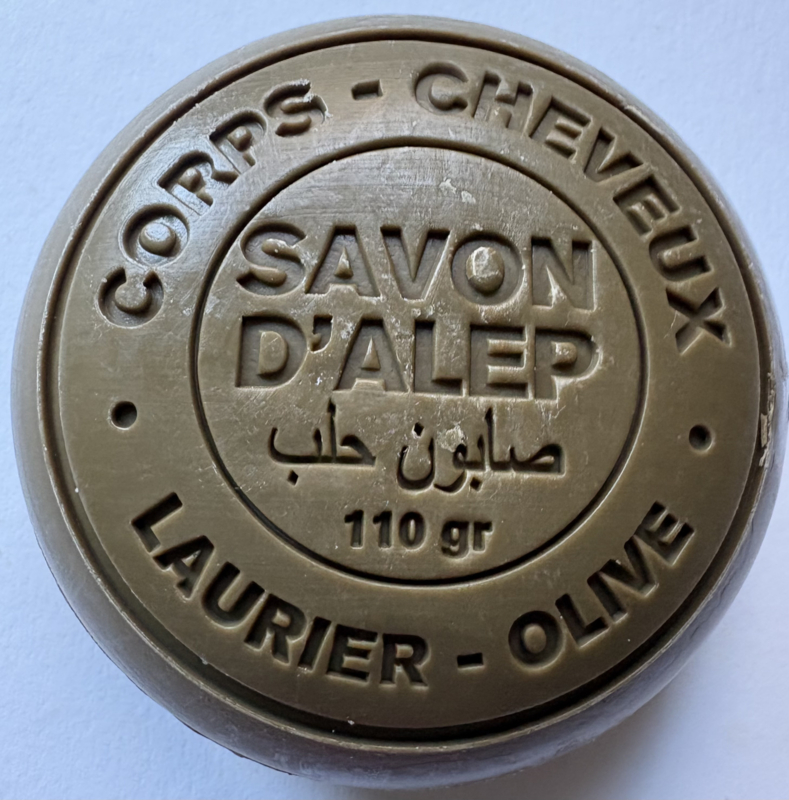 CORPS - CHEVEUX
SAVON
D'ALEP
صابون حلب
110 gr
LAURIER - OLIVE